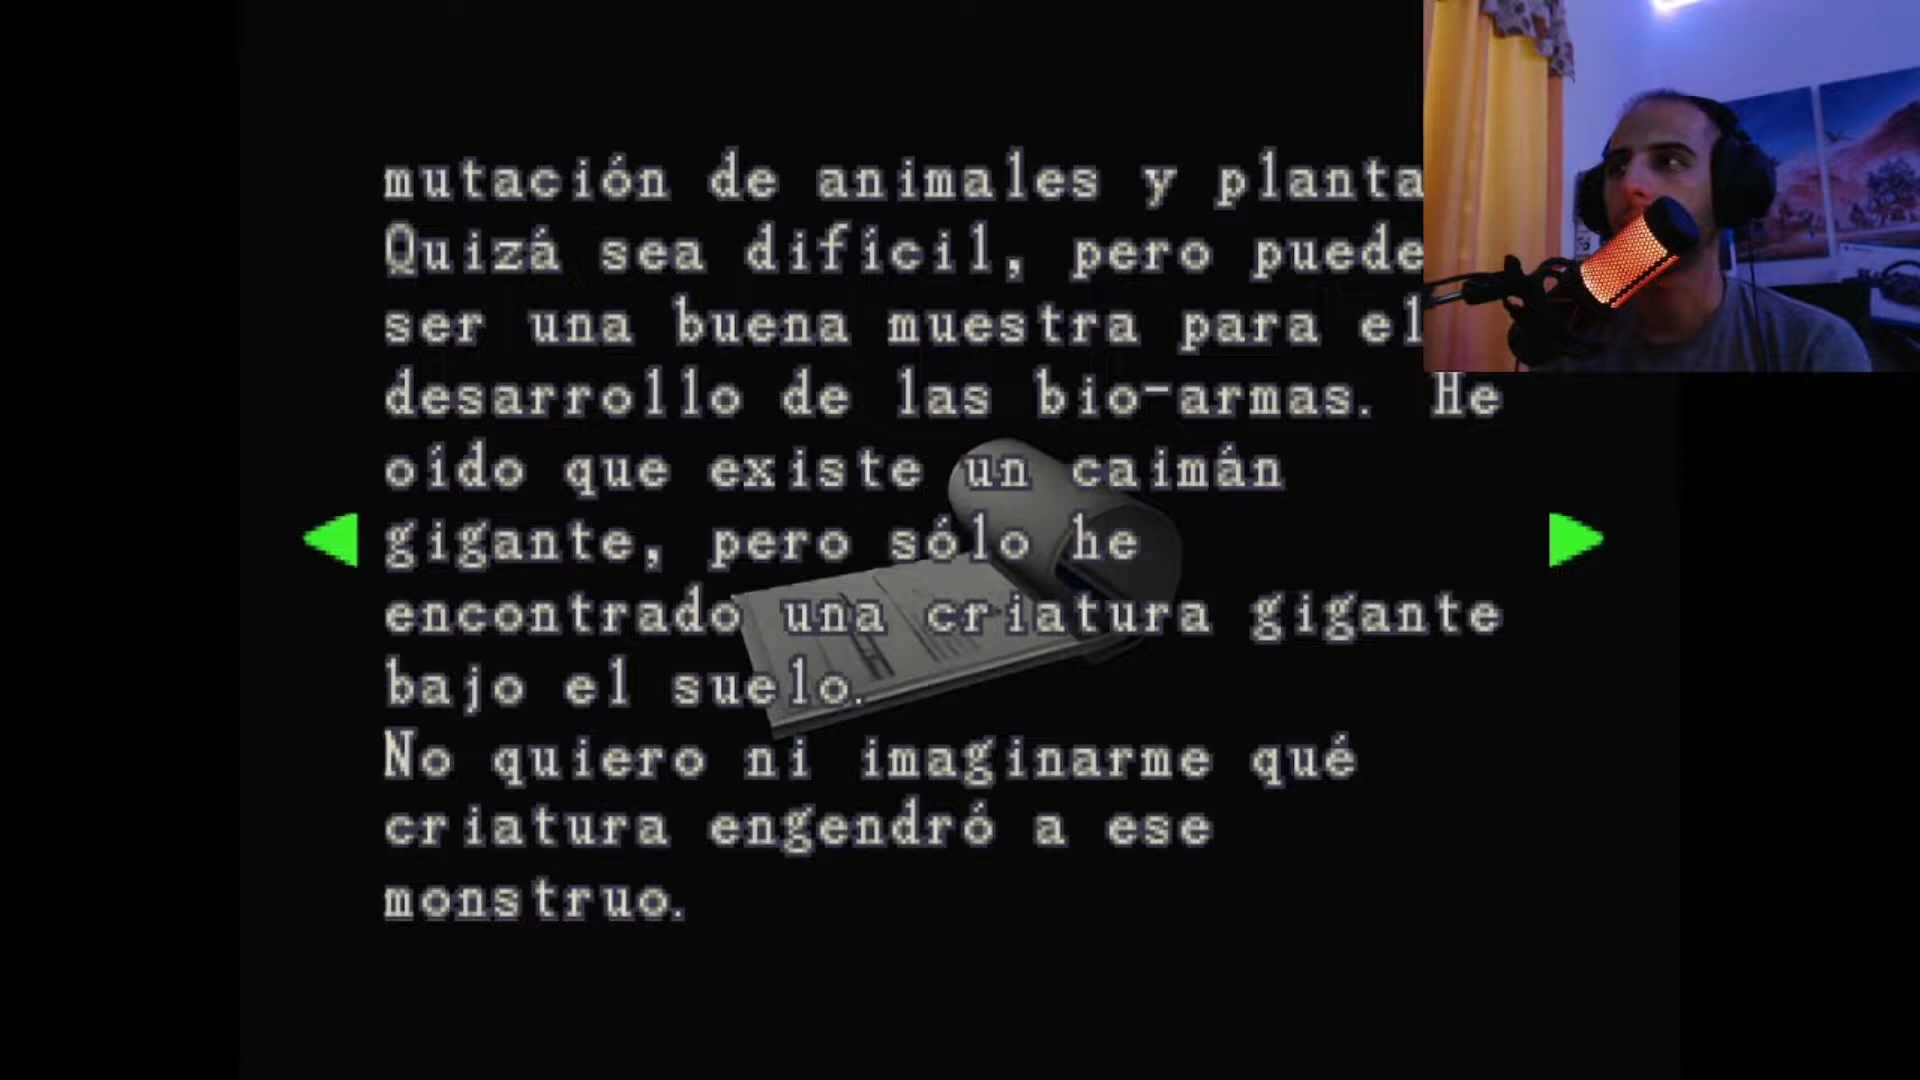 mutación de animales y planta
Quizá sea difícil, pero puede
ser una buena muestra para el
desarrollo de las bio-armas. He
oído que existe un caimán
gigante, pero sólo he
encontrado una criatura gigante
bajo el suelo.
No quiero ni imaginarme qué
criatura engendró a ese
monstruo.